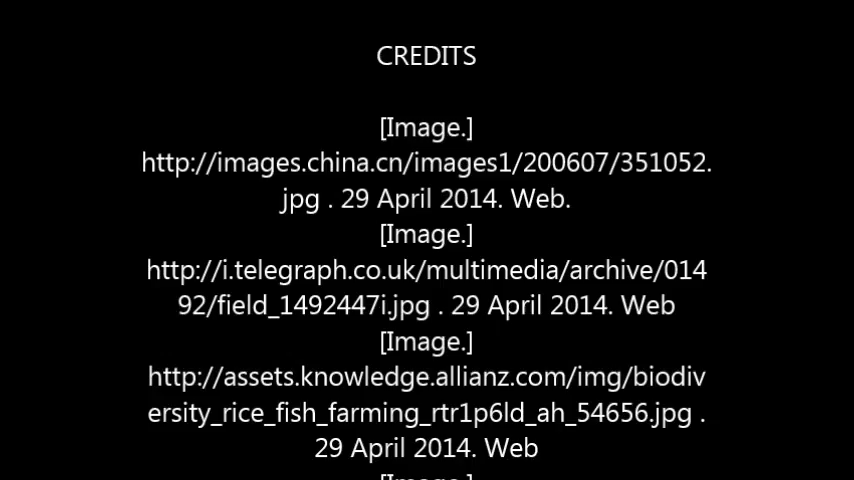 CREDITS
[Image.]
http://images.china.cn/images1/200607/351052.
jpg . 29 April 2014. Web.
[Image.]
http://i.telegraph.co.uk/multimedia/archive/014
92/field_1492447i.jpg . 29 April 2014. Web
[Image.]
http://assets.knowledge.allianz.com/img/biodiv
ersity_rice_fish_farming_rtr1p6ld_ah_54656.jpg .
29 April 2014. Web
[Image.]